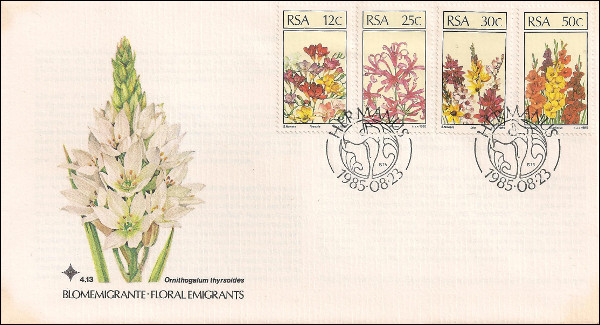 RSA 12c
RSA 25c
RSA 30c
RSA 50c
HERMANUS
1985-08-23
HERMANUS
1985-08-23
4.13
Ornithogalum thyrsoides
BLOMEMIGRANTE · FLORAL EMIGRANTS